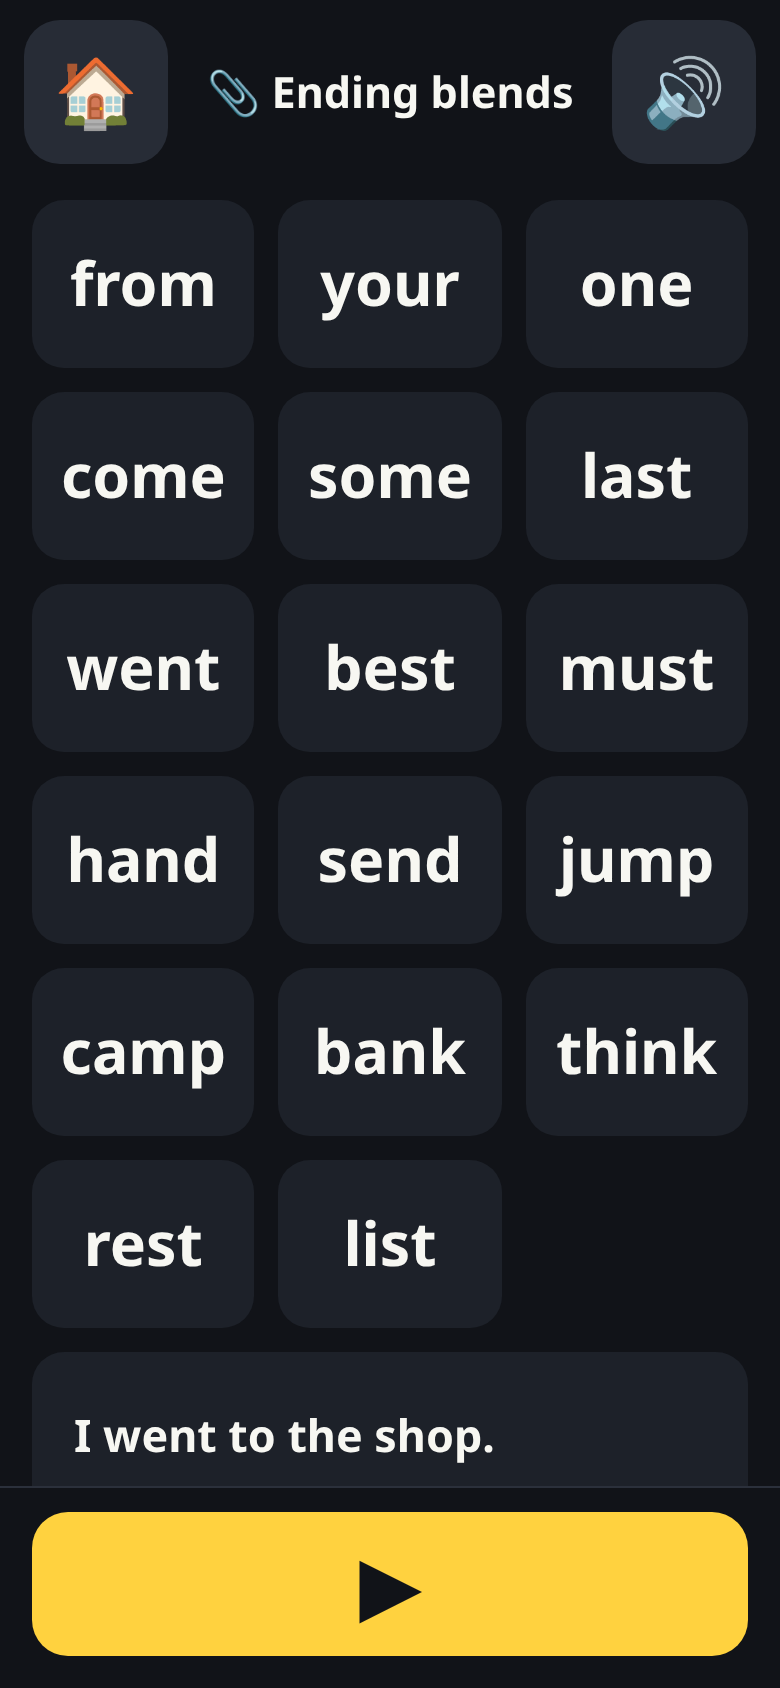 Ending blends
from your one
come some last
went best must
hand send jump
camp bank think
rest list
I went to the shop.